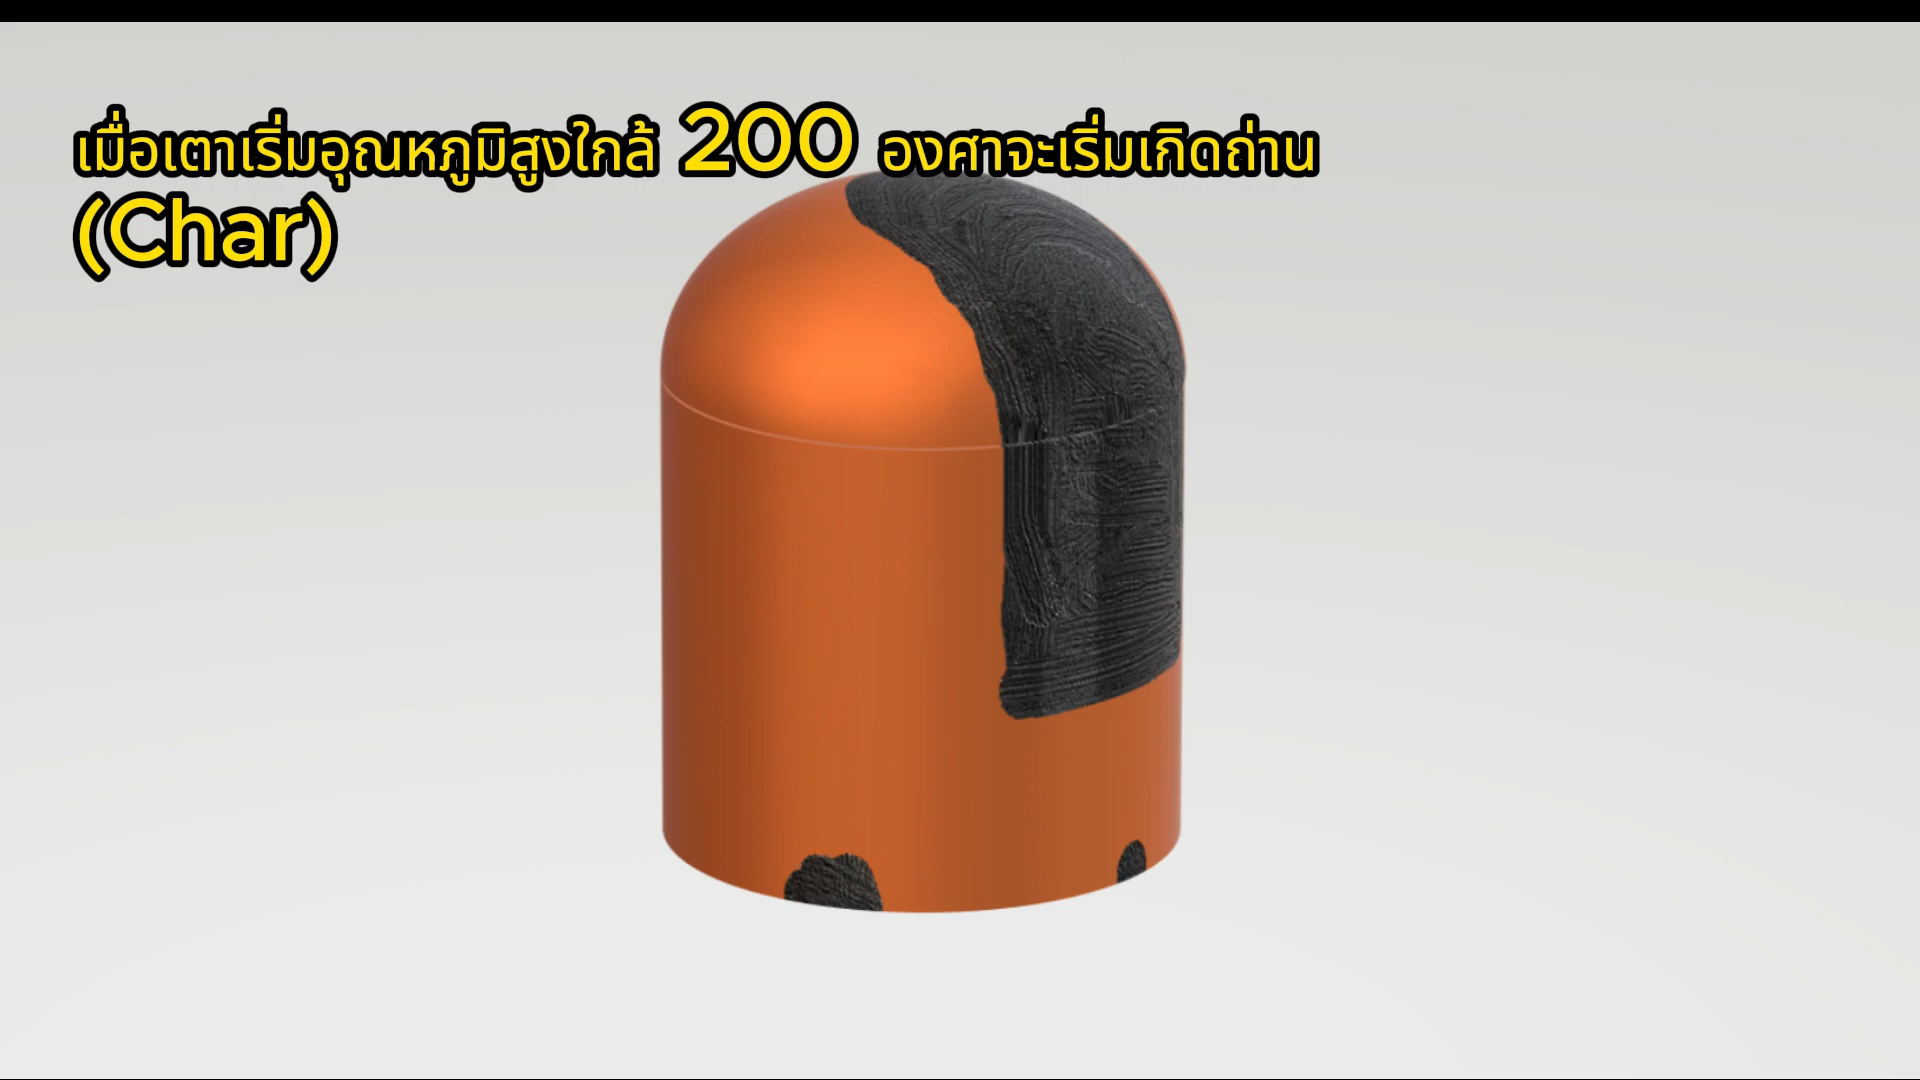 เมื่อเตาเริ่มอุณหภูมิสูงใกล้ 200 องศาจะเริ่มเกิดถ่าน
(Char)